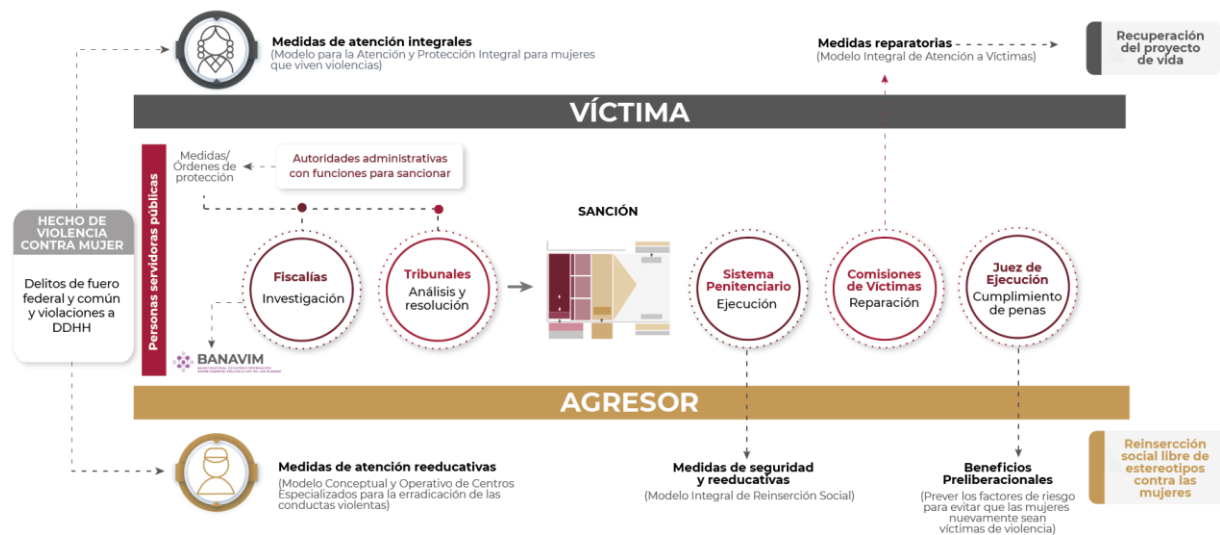 Medidas de atención integrales
(Modelo para la Atención y Protección Integral para mujeres
que viven violencias)
Medidas reparatorias
(Modelo Integral de Atención a Víctimas)
Recuperación
del proyecto
de vida
VÍCTIMA
Personas servidoras públicas
Medidas/
Órdenes de
protección
Autoridades administrativas
con funciones para sancionar
HECHO DE
VIOLENCIA
CONTRA MUJER
Delitos de fuero
federal y común
y violaciones a
DDHH
Fiscalías
Investigación
Tribunales
Análisis y
resolución
SANCIÓN
Sistema
Penitenciario
Ejecución
Comisiones
de Víctimas
Reparación
Juez de
Ejecución
Cumplimiento
de penas
BANAVIM
AGRESOR
Medidas de atención reeducativas
(Modelo Conceptual y Operativo de Centros
Especializados para la erradicación de las
conductas violentas)
Medidas de seguridad
y reeducativas
(Modelo Integral de Reinserción Social)
Beneficios
Preliberacionales
(Prever los factores de riesgo
para evitar que las mujeres
nuevamente sean
víctimas de violencia)
Reinsercción
social libre de
estereotipos
contra las
mujeres